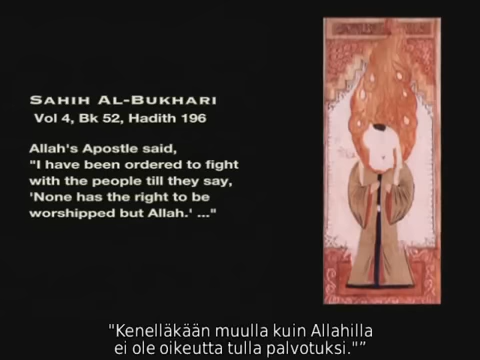 SAHIH AL-BUKHARI
Vol 4, Bk 52, Hadith 196
Allah's Apostle said,
"I have been ordered to fight
with the people till they say,
'None has the right to be
worshipped but Allah.' ..."
"Kenelläkään muulla kuin Allahilla
ei ole oikeutta tulla palvotuksi."”